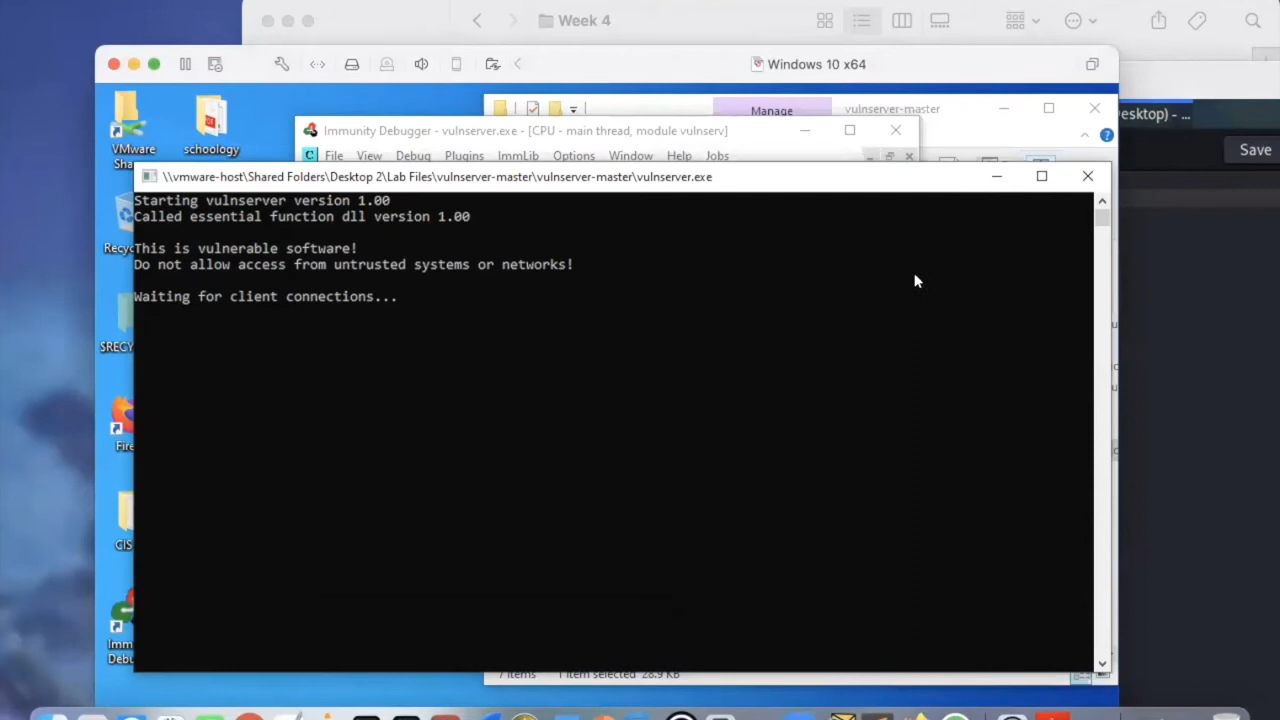 Week 4
Windows 10 x64
Manage
vulnserver-master
esktop) - ...
VMware
Sha
schoology
Immunity Debugger - vulnserver.exe - [CPU - main thread, module vulnserv]
File View Debug Plugins ImmLib Options Window Help Jobs
Save
\\vmware-host\Shared Folders\Desktop 2\Lab Files\vulnserver-master\vulnserver-master\vulnserver.exe
Starting vulnserver version 1.00
Called essential function dll version 1.00
Recyc
This is vulnerable software!
Do not allow access from untrusted systems or networks!
Waiting for client connections...
SRECY
Fire
CIS
Imm
Debu
7 items 1 item selected 28.9 KB